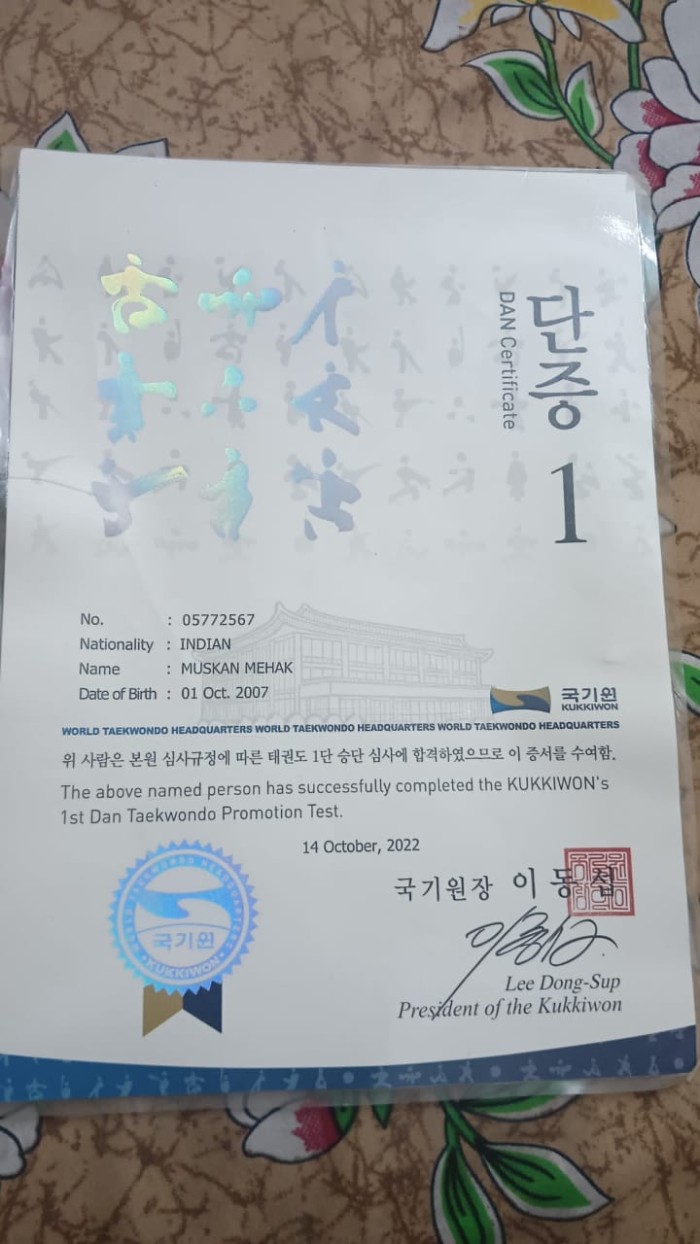 단증
DAN Certificate
1
No. : 05772567
Nationality : INDIAN
Name : MUSKAN MEHAK
Date of Birth : 01 Oct. 2007
국기원
KUKKIWON
WORLD TAEKWONDO HEADQUARTERS WORLD TAEKWONDO HEADQUARTERS WORLD TAEKWONDO HEADQUARTERS
위 사람은 본원 심사규정에 따른 태권도 1단 승단 심사에 합격하였으므로 이 증서를 수여함.
The above named person has successfully completed the KUKKIWON's
1st Dan Taekwondo Promotion Test.
14 October, 2022
국기원장 이동섭
Lee Dong-Sup
President of the Kukkiwon
WORLD TAEKWONDO HEADQUARTERS
국기원
KUKKIWON